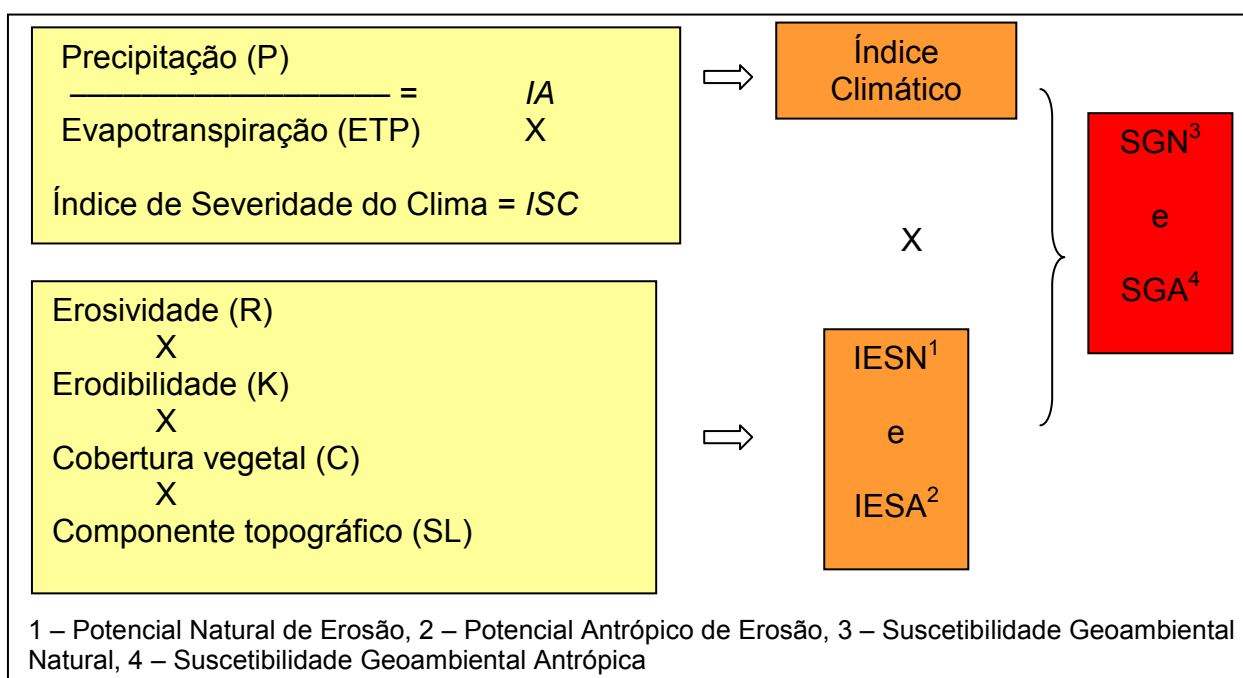 Precipitação (P)
—————————————— = IA
Evapotranspiração (ETP) X
Índice de Severidade do Clima = ISC
Índice
Climático
X
Erosividade (R)
X
Erodibilidade (K)
X
Cobertura vegetal (C)
X
Componente topográfico (SL)
IESN¹
e
IESA²
SGN³
e
SGA⁴
1 – Potencial Natural de Erosão, 2 – Potencial Antrópico de Erosão, 3 – Suscetibilidade Geoambiental
Natural, 4 – Suscetibilidade Geoambiental Antrópica